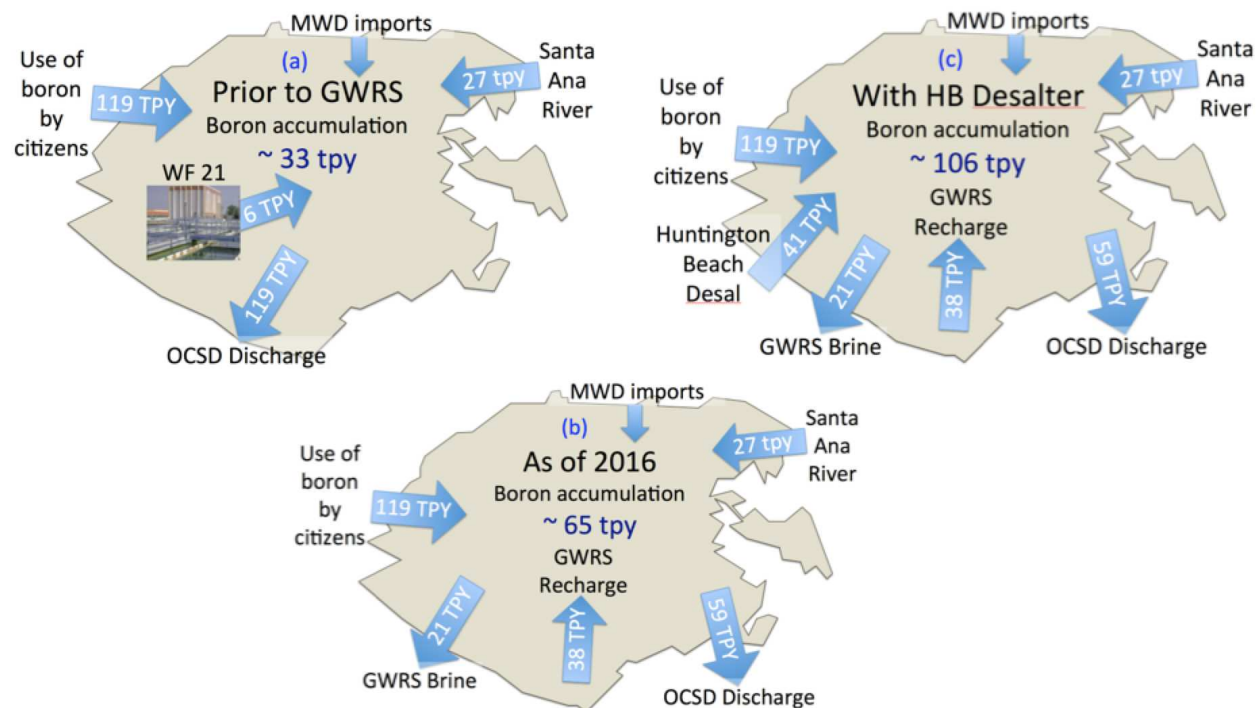 MWD imports
(a)
Use of
boron
by
citizens
119 TPY
Prior to GWRS
Boron accumulation
~ 33 tpy
27 tpy
Santa
Ana
River
WF 21
6 TPY
119 TPY
OCSD Discharge
MWD imports
(c)
Use of
boron
by
citizens
119 TPY
With HB Desalter
Boron accumulation
~ 106 tpy
GWRS
Recharge
27 tpy
Santa
Ana
River
Huntington
Beach
Desal
41 TPY
21 TPY
GWRS Brine
38 TPY
59 TPY
OCSD Discharge
MWD imports
(b)
Use of
boron
by
citizens
119 TPY
As of 2016
Boron accumulation
~ 65 tpy
GWRS
Recharge
27 tpy
Santa
Ana
River
21 TPY
GWRS Brine
38 TPY
59 TPY
OCSD Discharge